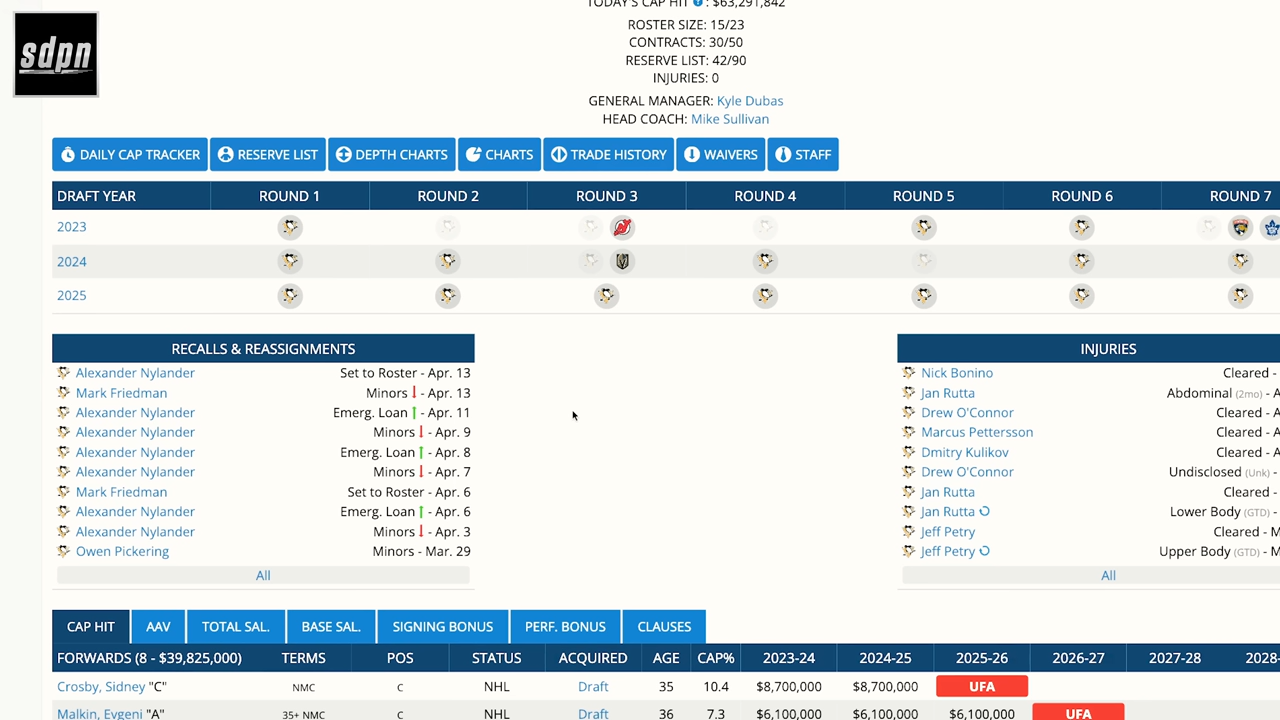 sdpn
TODAY'S CAP HIT ?: $63,291,842
ROSTER SIZE: 15/23
CONTRACTS: 30/50
RESERVE LIST: 42/90
INJURIES: 0
GENERAL MANAGER: Kyle Dubas
HEAD COACH: Mike Sullivan
DAILY CAP TRACKER RESERVE LIST DEPTH CHARTS CHARTS TRADE HISTORY WAIVERS STAFF
DRAFT YEAR ROUND 1 ROUND 2 ROUND 3 ROUND 4 ROUND 5 ROUND 6 ROUND 7
2023
2024
2025
RECALLS & REASSIGNMENTS
Alexander Nylander Set to Roster - Apr. 13
Mark Friedman Minors - Apr. 13
Alexander Nylander Emerg. Loan - Apr. 11
Alexander Nylander Minors - Apr. 9
Alexander Nylander Emerg. Loan - Apr. 8
Alexander Nylander Minors - Apr. 7
Mark Friedman Set to Roster - Apr. 6
Alexander Nylander Emerg. Loan - Apr. 6
Alexander Nylander Minors - Apr. 3
Owen Pickering Minors - Mar. 29
All
INJURIES
Nick Bonino Cleared -
Jan Rutta Abdominal (2mo) - A
Drew O'Connor Cleared - A
Marcus Pettersson Cleared - A
Dmitry Kulikov Cleared - A
Drew O'Connor Undisclosed (Unk) -
Jan Rutta Cleared -
Jan Rutta Lower Body (GTD) -
Jeff Petry Cleared - M
Jeff Petry Upper Body (GTD) - M
All
CAP HIT AAV TOTAL SAL. BASE SAL. SIGNING BONUS PERF. BONUS CLAUSES
FORWARDS (8 - $39,825,000) TERMS POS STATUS ACQUIRED AGE CAP% 2023-24 2024-25 2025-26 2026-27 2027-28 2028-
Crosby, Sidney "C" NMC C NHL Draft 35 10.4 $8,700,000 $8,700,000 UFA
Malkin, Evgeni "A" 35+ NMC C NHL Draft 36 7.3 $6,100,000 $6,100,000 $6,100,000 UFA